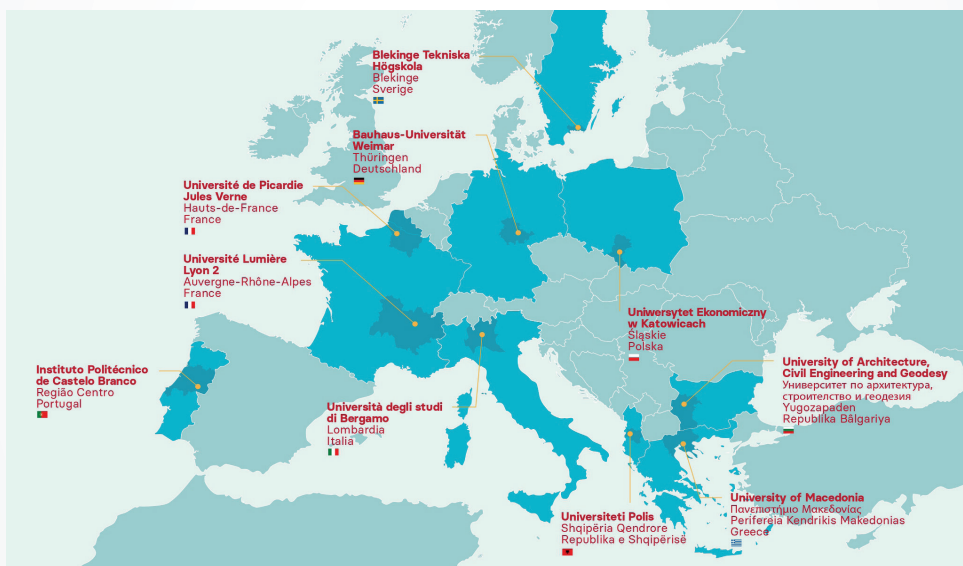 Blekinge Tekniska
Högskola
Blekinge
Sverige
Bauhaus-Universität
Weimar
Thüringen
Deutschland
Université de Picardie
Jules Verne
Hauts-de-France
France
Université Lumière
Lyon 2
Auvergne-Rhône-Alpes
France
Uniwersytet Ekonomiczny
w Katowicach
Śląskie
Polska
Instituto Politécnico
de Castelo Branco
Região Centro
Portugal
University of Architecture,
Civil Engineering and Geodesy
Университет по архитектура,
строителство и геодезия
Yugozapaden
Republika Bălgariya
Università degli studi
di Bergamo
Lombardia
Italia
University of Macedonia
Πανεπιστήμιο Μακεδονίας
Perifereia Kendrikis Makedonias
Greece
Universiteti Polis
Shqipëria Qendrore
Republika e Shqipërisë